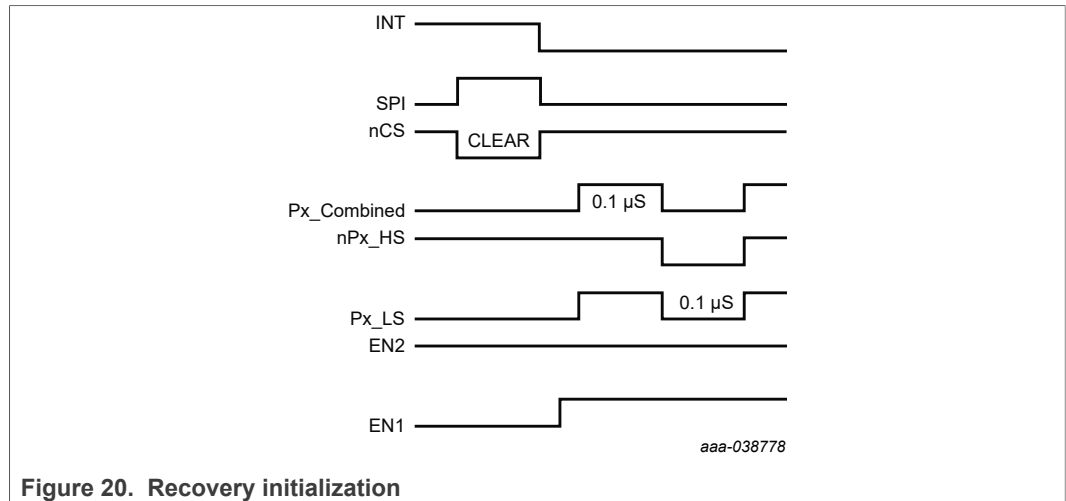 INT
SPI
nCS
CLEAR
Px_Combined
0.1 µS
nPx_HS
Px_LS
0.1 µS
EN2
EN1
aaa-038778
Figure 20. Recovery initialization